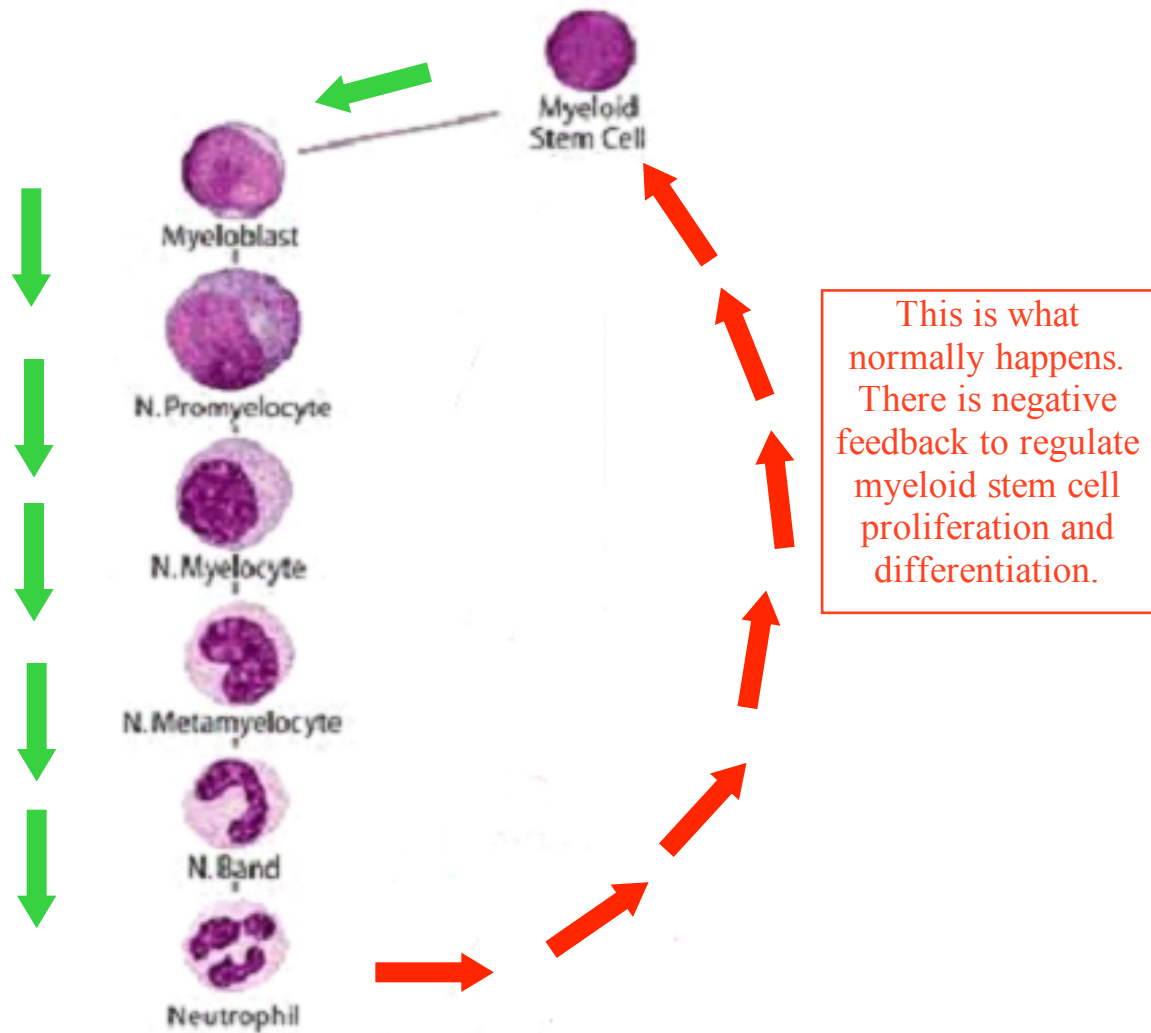 Myeloid
Stem Cell
Myeloblast
N. Promyelocyte
N. Myelocyte
N. Metamyelocyte
N. Band
Neutrophil
This is what
normally happens.
There is negative
feedback to regulate
myeloid stem cell
proliferation and
differentiation.